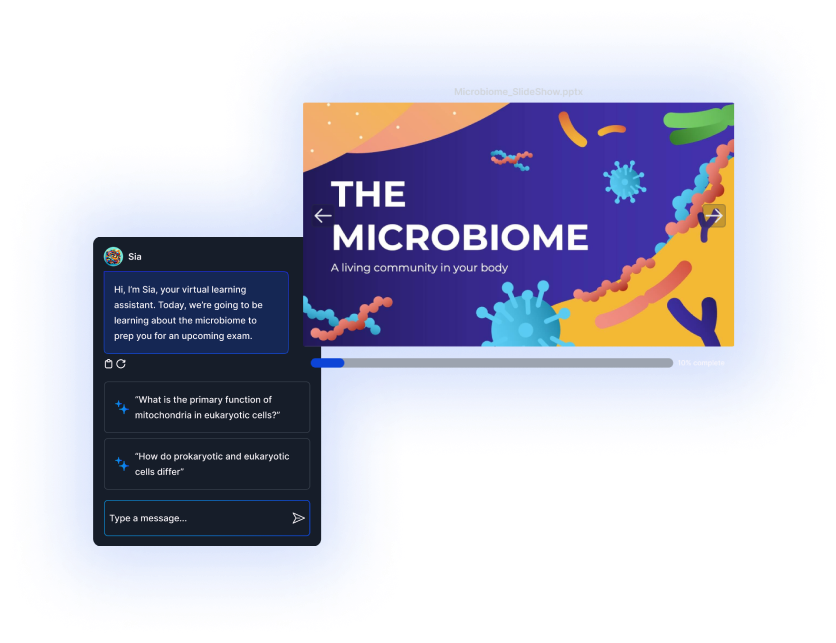 Microbiome_SlideShow.pptx
THE
MICROBIOME
A living community in your body
10% complete
Sia
Hi, I'm Sia, your virtual learning
assistant. Today, we're going to be
learning about the microbiome to
prep you for an upcoming exam.
“What is the primary function of
mitochondria in eukaryotic cells?”
“How do prokaryotic and eukaryotic
cells differ”
Type a message...